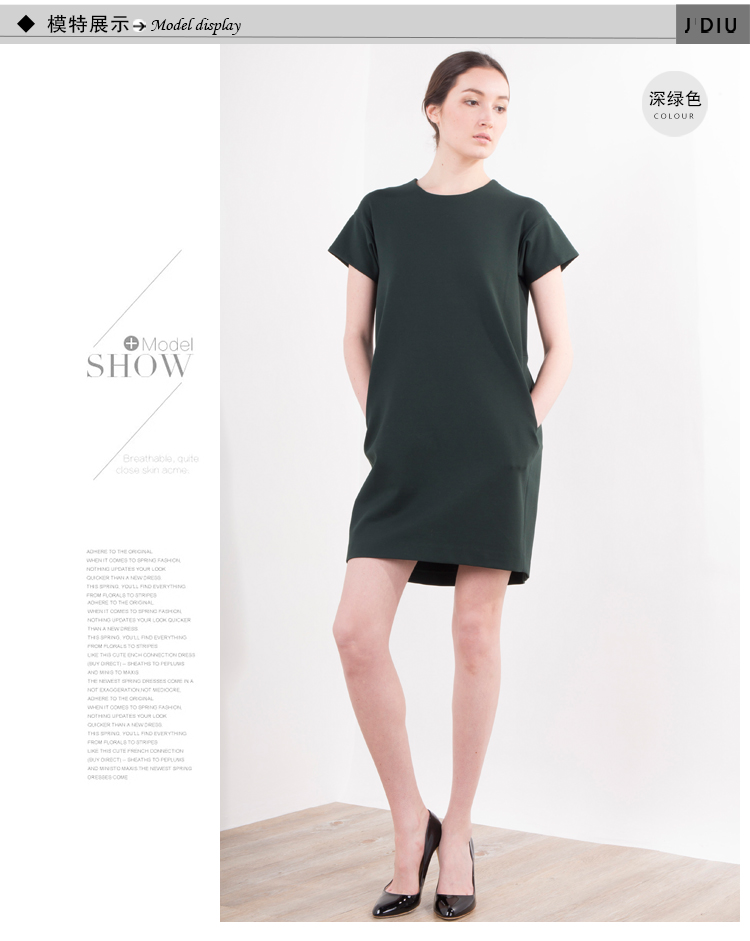 模特展示 Model display
J DIU
深绿色
COLOUR
Model
SHOW
Breathable, quite
close skin acme.
ADHERE TO THE ORIGINAL
WHEN IT COMES TO SPRING FASHION,
NOTHING UPDATES YOUR LOOK
QUICKER THAN A NEW DRESS
THIS SPRING. YOU'LL FIND EVERYTHING
FROM FLORALS TO STRIPES
ADHERE TO THE ORIGINAL
WHEN IT COMES TO SPRING FASHION,
NOTHING UPDATES YOUR LOOK QUICKER
THAN A NEW DRESS
THIS SPRING. YOU'LL FIND EVERYTHING
FROM FLORALS TO STRIPES
LIKE THIS CUTE ENCH CONNECTION DRESS
(BUY DIRECT) – SHEATHS TO PEPLUMS
AND MINIS TO MAXIS
THE NEWEST SPRING DRESSES COME IN A
NOT EXAGGERATION,NOT MEDIOCRE,
ADHERE TO THE ORIGINAL
WHEN IT COMES TO SPRING FASHION,
NOTHING UPDATES YOUR LOOK
QUICKER THAN A NEW DRESS
THIS SPRING. YOU'LL FIND EVERYTHING
FROM FLORALS TO STRIPES
LIKE THIS CUTE FRENCH CONNECTION
(BUY DIRECT) – SHEATHS TO PEPLUMS
AND MINISTO MAXIS THE NEWEST SPRING
DRESSES COME